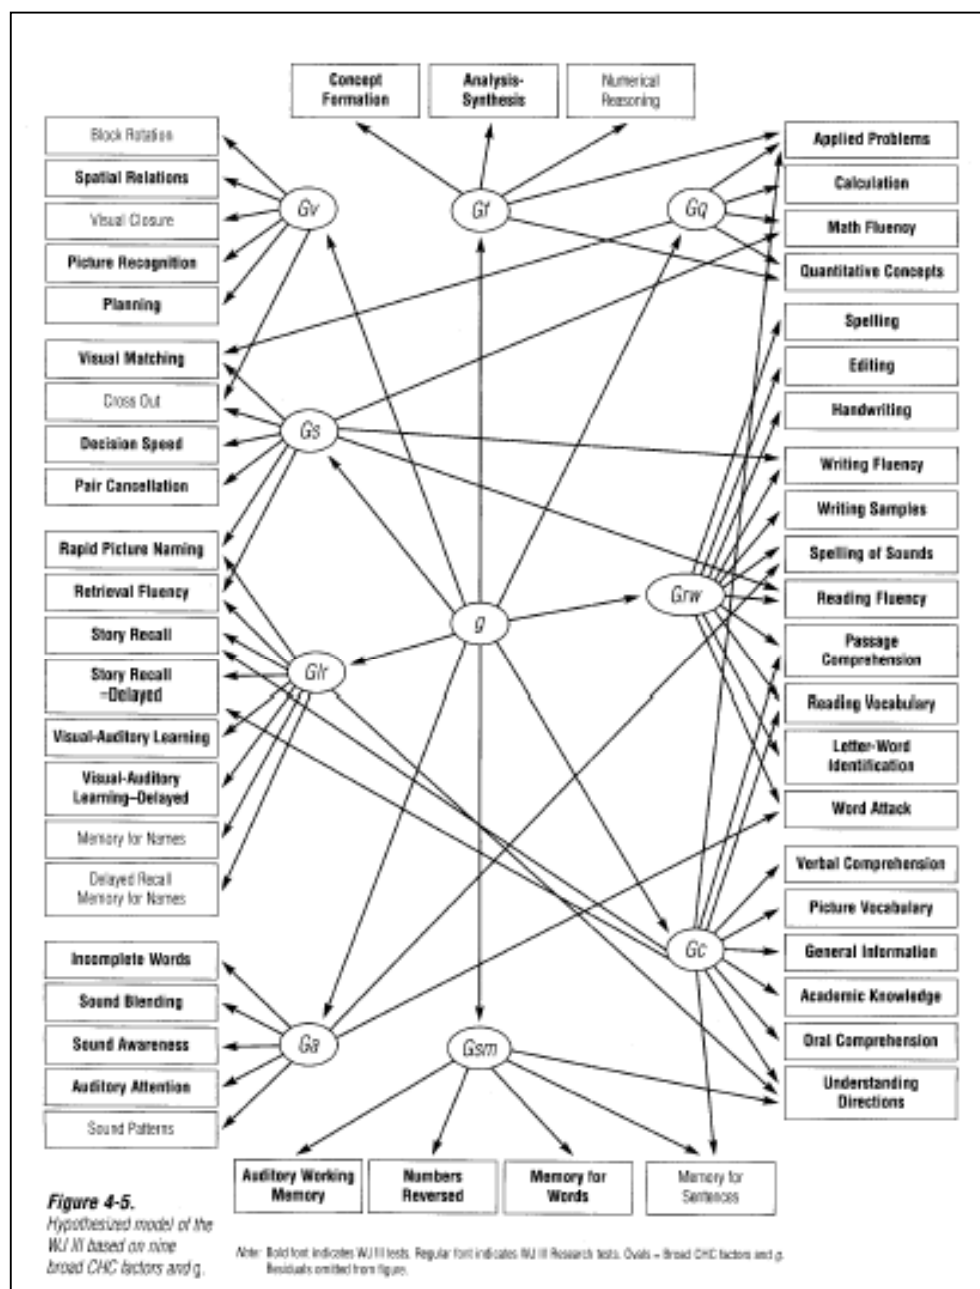 Concept
Formation
Analysis-
Synthesis
Numerical
Reasoning
Block Rotation
Spatial Relations
Visual Closure
Picture Recognition
Planning
Gv
Gf
Gq
Applied Problems
Calculation
Math Fluency
Quantitative Concepts
Visual Matching
Cross Out
Decision Speed
Pair Cancellation
Gs
Spelling
Editing
Handwriting
Writing Fluency
Writing Samples
Spelling of Sounds
Reading Fluency
Passage
Comprehension
Reading Vocabulary
Letter-Word
Identification
Word Attack
Rapid Picture Naming
Retrieval Fluency
Story Recall
Story Recall
–Delayed
Visual-Auditory Learning
Visual-Auditory
Learning–Delayed
Memory for Names
Delayed Recall
Memory for Names
Glr
g
Grw
Verbal Comprehension
Picture Vocabulary
General Information
Academic Knowledge
Oral Comprehension
Understanding
Directions
Gc
Incomplete Words
Sound Blending
Sound Awareness
Auditory Attention
Sound Patterns
Ga
Gsm
Auditory Working
Memory
Numbers
Reversed
Memory for
Words
Memory for
Sentences
Figure 4-5.
Hypothesized model of the
WJ III based on nine
broad CHC factors and g.
Note: Bold font indicates WJ III tests. Regular font indicates WJ III Research tests. Ovals = Broad CHC factors and g.
Residuals omitted from figure.